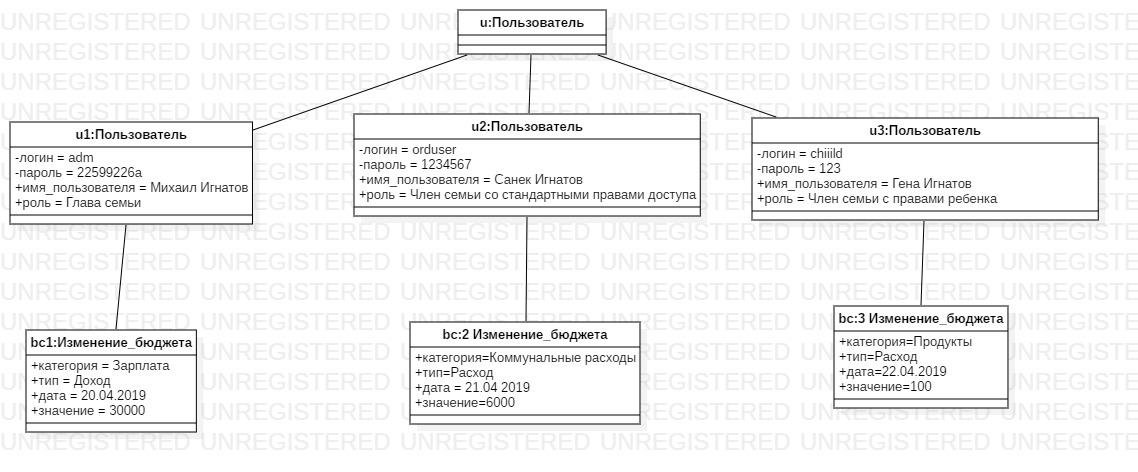 u:Пользователь
u1:Пользователь
-логин = adm
-пароль = 22599226a
+имя_пользователя = Михаил Игнатов
+роль = Глава семьи
u2:Пользователь
-логин = orduser
-пароль = 1234567
+имя_пользователя = Санек Игнатов
+роль = Член семьи со стандартными правами доступа
u3:Пользователь
-логин = chiiild
-пароль = 123
+имя_пользователя = Гена Игнатов
+роль = Член семьи с правами ребенка
bc1:Изменение_бюджета
+категория = Зарплата
+тип = Доход
+дата = 20.04.2019
+значение = 30000
bc:2 Изменение_бюджета
+категория=Коммунальные расходы
+тип=Расход
+дата = 21.04 2019
+значение=6000
bc:3 Изменение_бюджета
+категория=Продукты
+тип=Расход
+дата=22.04.2019
+значение=100
UNREGISTERED